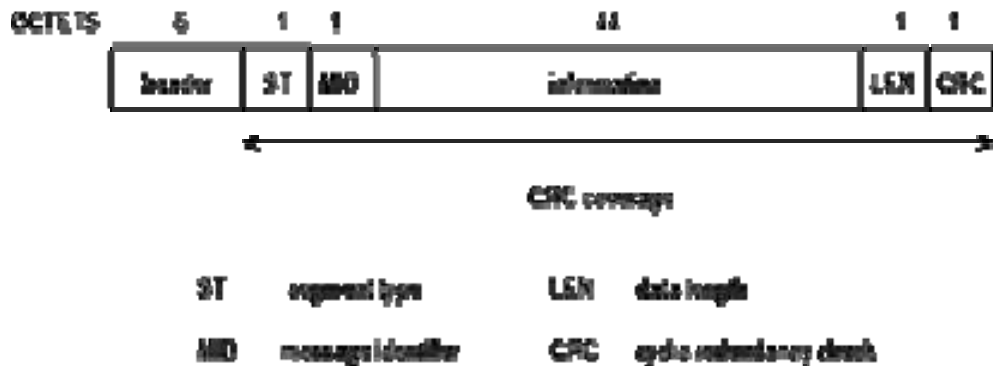 OCTETS 5 1 1 44 1 1
header ST MID information LEN CRC
CRC coverage
ST segment type LEN data length
MID message identifier CRC cyclic redundancy check